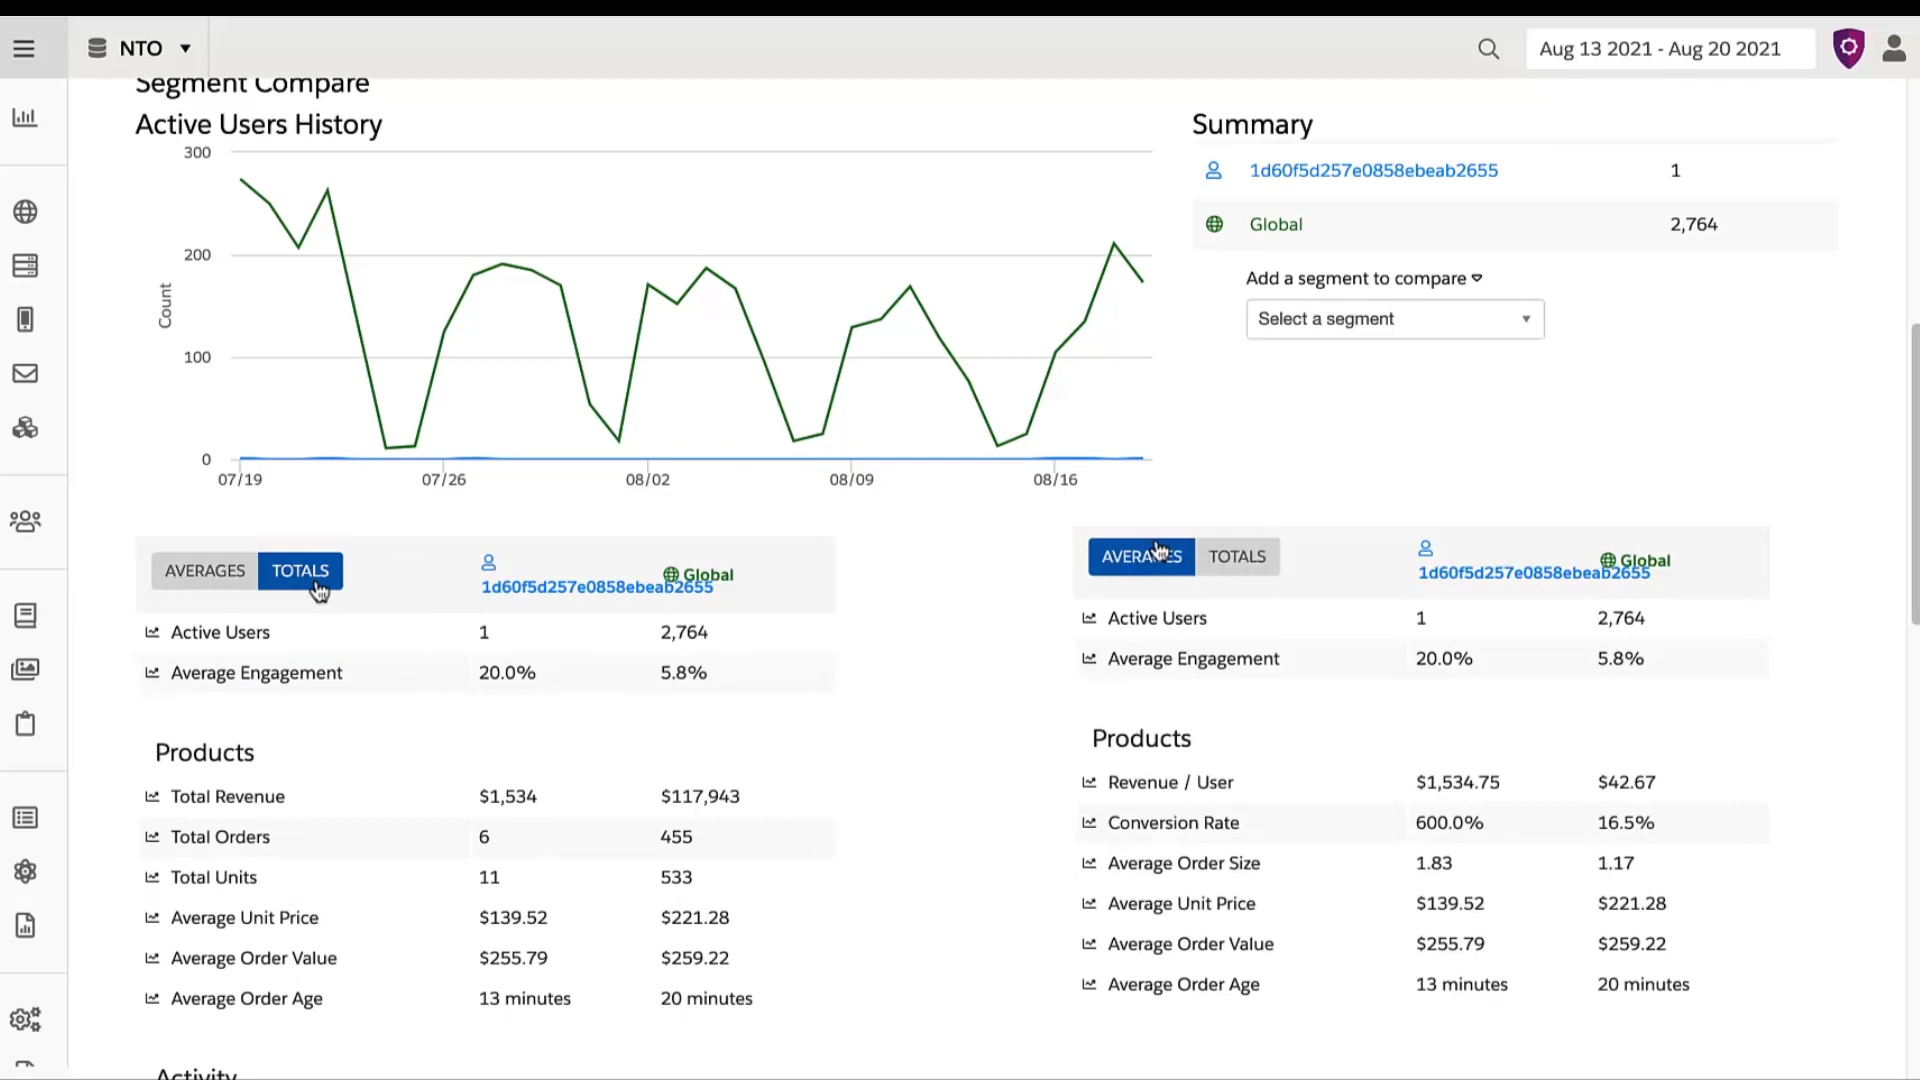 NTO
Aug 13 2021 - Aug 20 2021
Segment Compare
Active Users History
300
200
100
0
Count
07/19
07/26
08/02
08/09
08/16
Summary
1d60f5d257e0858ebeab2655 1
Global 2,764
Add a segment to compare
Select a segment
AVERAGES TOTALS
1d60f5d257e0858ebeab2655
Global
Active Users 1 2,764
Average Engagement 20.0% 5.8%
Products
Total Revenue $1,534 $117,943
Total Orders 6 455
Total Units 11 533
Average Unit Price $139.52 $221.28
Average Order Value $255.79 $259.22
Average Order Age 13 minutes 20 minutes
Activity
AVERAGES TOTALS
1d60f5d257e0858ebeab2655
Global
Active Users 1 2,764
Average Engagement 20.0% 5.8%
Products
Revenue / User $1,534.75 $42.67
Conversion Rate 600.0% 16.5%
Average Order Size 1.83 1.17
Average Unit Price $139.52 $221.28
Average Order Value $255.79 $259.22
Average Order Age 13 minutes 20 minutes